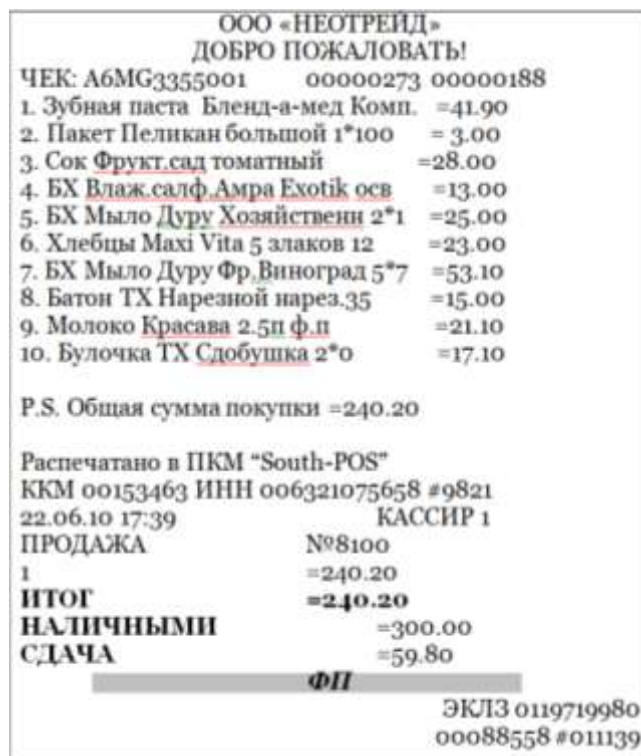 ООО «НЕОТРЕЙД»
ДОБРО ПОЖАЛОВАТЬ!
ЧЕК: A6MG3355001 00000273 00000188
1. Зубная паста Бленд-а-мед Комп. =41.90
2. Пакет Пеликан большой 1*100 = 3.00
3. Сок Фрукт.сад томатный =28.00
4. БХ Влаж.салф.Амра Exotik осв =13.00
5. БХ Мыло Дуру Хозяйственн 2*1 =25.00
6. Хлебцы Maxi Vita 5 злаков 12 =23.00
7. БХ Мыло Дуру Фр.Виноград 5*7 =53.10
8. Батон ТХ Нарезной нарез.35 =15.00
9. Молоко Красава 2.5п ф.п =21.10
10. Булочка ТХ Сдобушка 2*0 =17.10
P.S. Общая сумма покупки =240.20
Распечатано в ПКМ “South-POS”
ККМ 00153463 ИНН 006321075658 #9821
22.06.10 17:39 КАССИР 1
ПРОДАЖА №8100
1 =240.20
ИТОГ =240.20
НАЛИЧНЫМИ =300.00
СДАЧА =59.80
ФП
ЭКЛЗ 0119719980
00088558 #011139